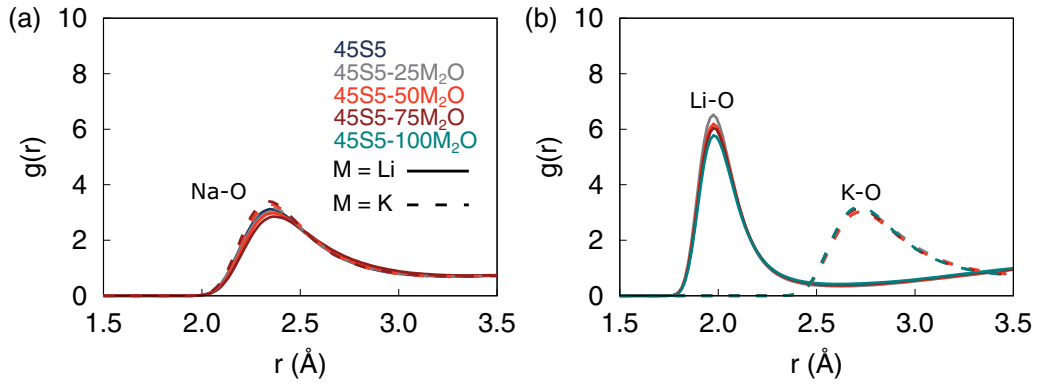 (a)
10
8
6
4
2
0
g(r)
1.5 2.0 2.5 3.0 3.5
r (Å)
Na-O
45S5
45S5-25M₂O
45S5-50M₂O
45S5-75M₂O
45S5-100M₂O
M = Li
M = K
(b)
10
8
6
4
2
0
g(r)
1.5 2.0 2.5 3.0 3.5
r (Å)
Li-O
K-O